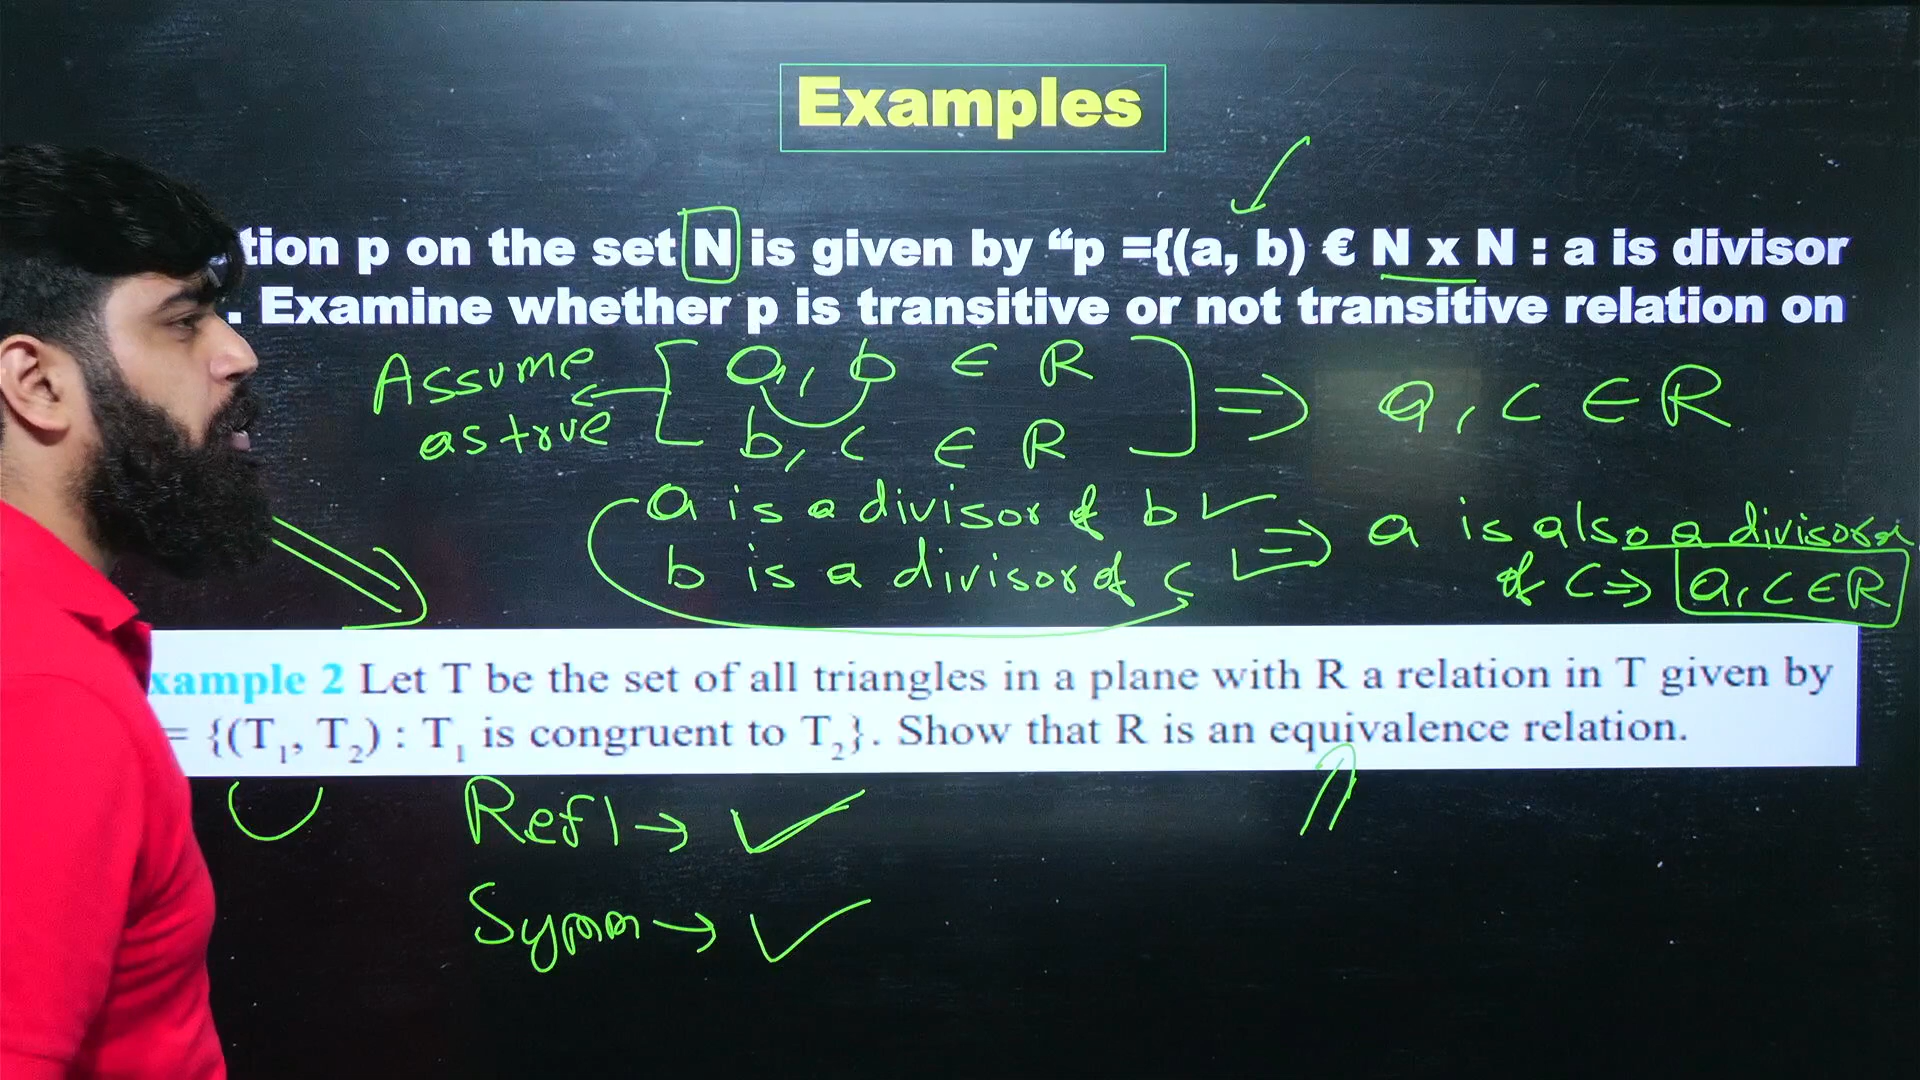 Examples
tion p on the set N is given by “p ={(a, b) € N x N : a is divisor
. Examine whether p is transitive or not transitive relation on
Assume
as true
a, b ∈ R
b, c ∈ R
⇒ a, c ∈ R
a is a divisor of b ✓
b is a divisor of c ✓
⇒ a is also a divisor
of c ⇒ a, c ∈ R
xample 2 Let T be the set of all triangles in a plane with R a relation in T given by
= {(T₁, T₂) : T₁ is congruent to T₂}. Show that R is an equivalence relation.
Refl → ✓
Symm → ✓